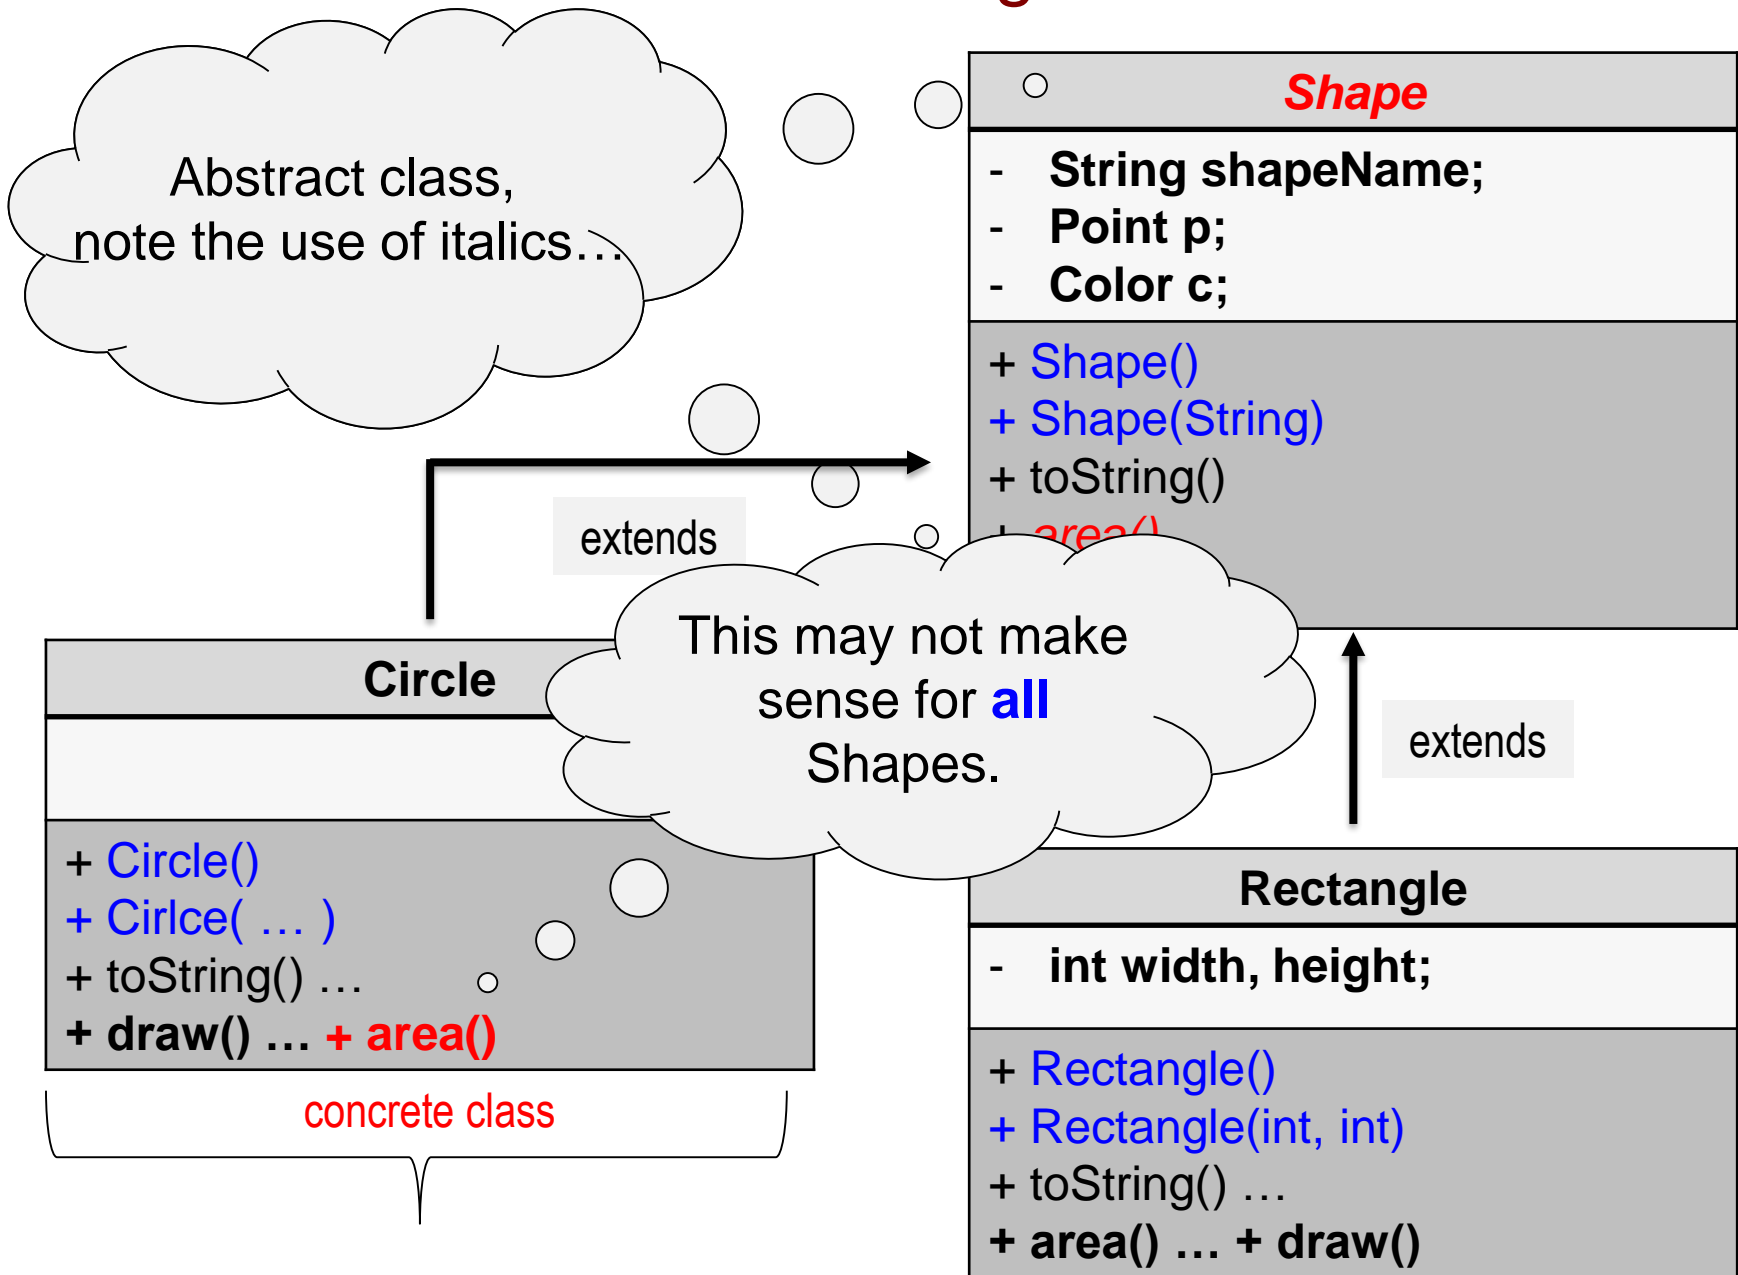 Abstract class,
note the use of italics…
Shape
- String shapeName;
- Point p;
- Color c;
+ Shape()
+ Shape(String)
+ toString()
+ area()
extends
This may not make
sense for all
Shapes.
extends
Circle
+ Circle()
+ Cirlce( … )
+ toString() …
+ draw() … + area()
concrete class
Rectangle
- int width, height;
+ Rectangle()
+ Rectangle(int, int)
+ toString() …
+ area() … + draw()